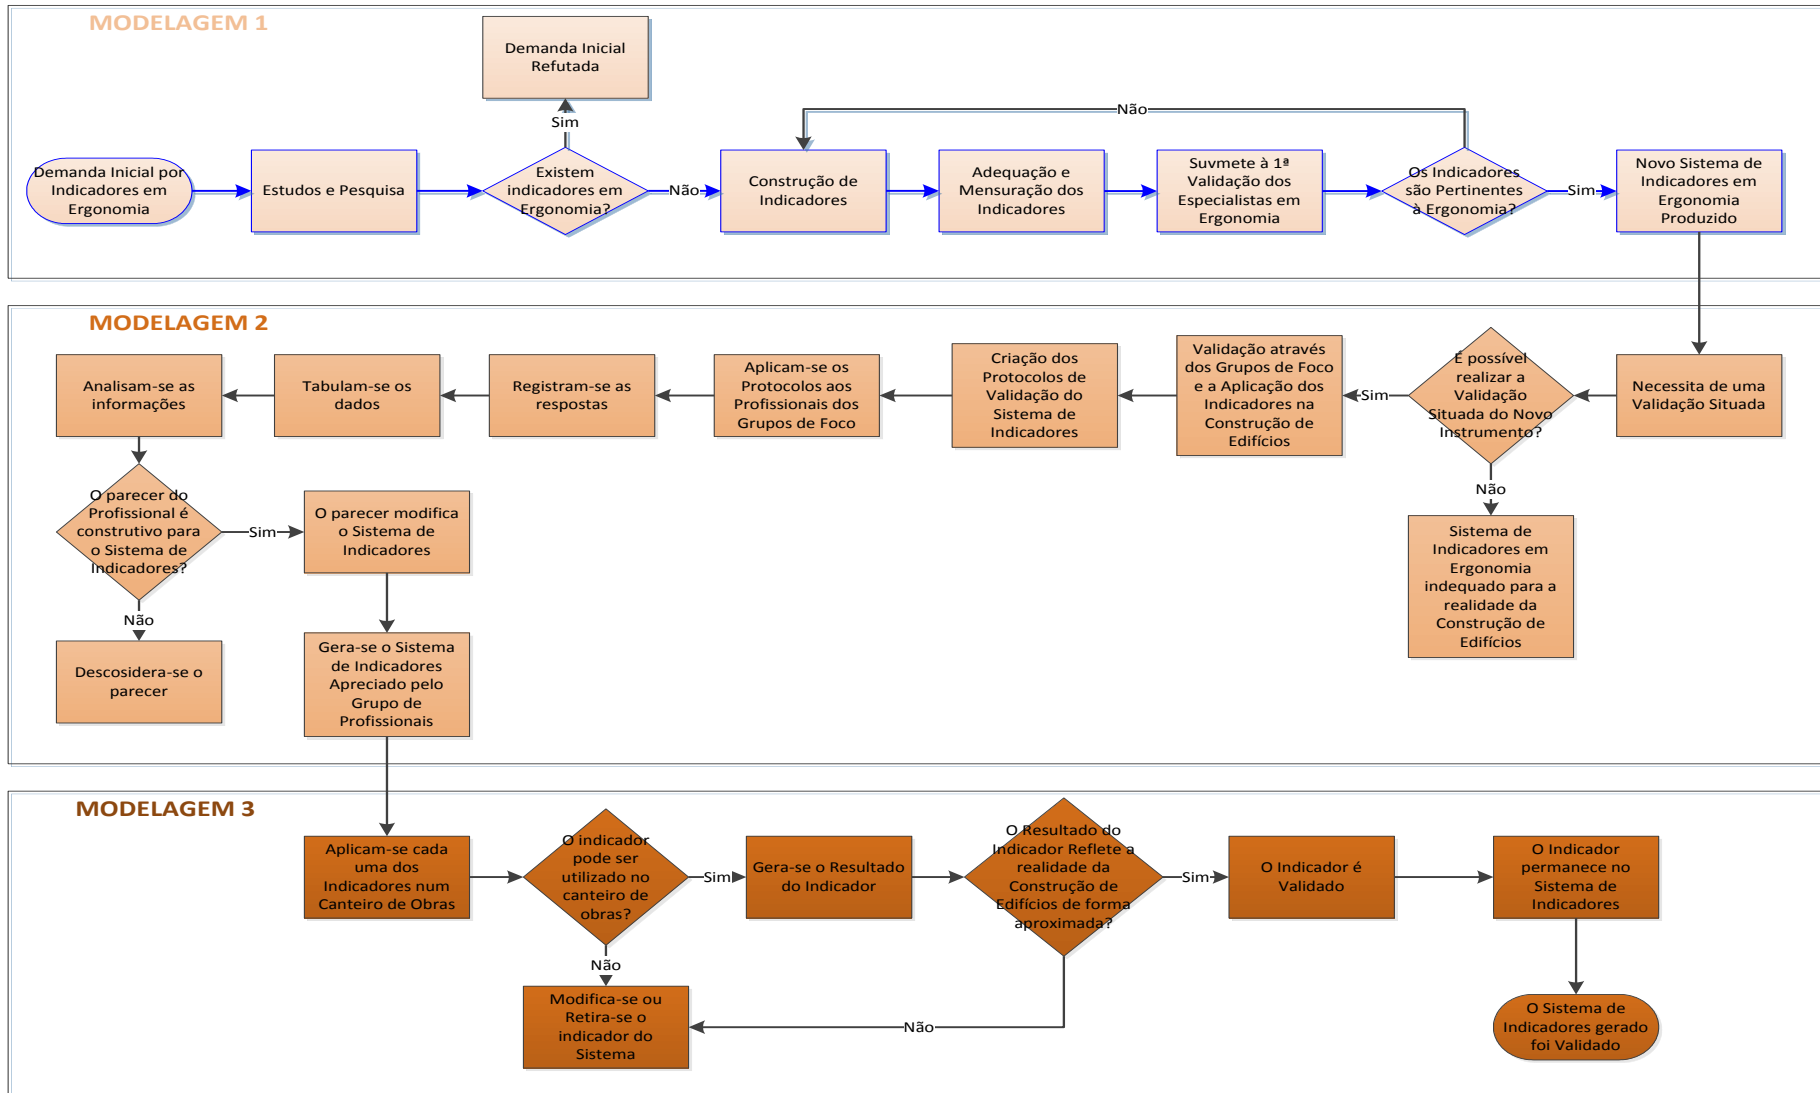 MODELAGEM 1
Demanda Inicial
Refutada
Sim
Não
Demanda Inicial por
Indicadores em
Ergonomia
Estudos e Pesquisa
Existem
indicadores em
Ergonomia?
Não
Construção de
Indicadores
Adequação e
Mensuração dos
Indicadores
Suvmete à 1ª
Validação dos
Especialistas em
Ergonomia
Os Indicadores
são Pertinentes
à Ergonomia?
Sim
Novo Sistema de
Indicadores em
Ergonomia
Produzido
MODELAGEM 2
Analisam-se as
informações
Tabulam-se os
dados
Registram-se as
respostas
Aplicam-se os
Protocolos aos
Profissionais dos
Grupos de Foco
Criação dos
Protocolos de
Validação do
Sistema de
Indicadores
Validação através
dos Grupos de Foco
e a Aplicação dos
Indicadores na
Construção de
Edifícios
Sim
É possível
realizar a
Validação
Situada do Novo
Instrumento?
Necessita de uma
Validação Situada
Não
Sistema de
Indicadores em
Ergonomia
indequado para a
realidade da
Construção de
Edifícios
O parecer do
Profissional é
construtivo para
o Sistema de
Indicadores?
Sim
O parecer modifica
o Sistema de
Indicadores
Não
Descosidera-se o
parecer
Gera-se o Sistema
de Indicadores
Apreciado pelo
Grupo de
Profissionais
MODELAGEM 3
Aplicam-se cada
uma dos
Indicadores num
Canteiro de Obras
O indicador
pode ser
utilizado no
canteiro de
obras?
Sim
Gera-se o Resultado
do Indicador
O Resultado do
Indicador Reflete a
realidade da
Construção de
Edifícios de forma
aproximada?
Sim
O Indicador é
Validado
O Indicador
permanece no
Sistema de
Indicadores
Não
Modifica-se ou
Retira-se o
indicador do
Sistema
Não
O Sistema de
Indicadores gerado
foi Validado